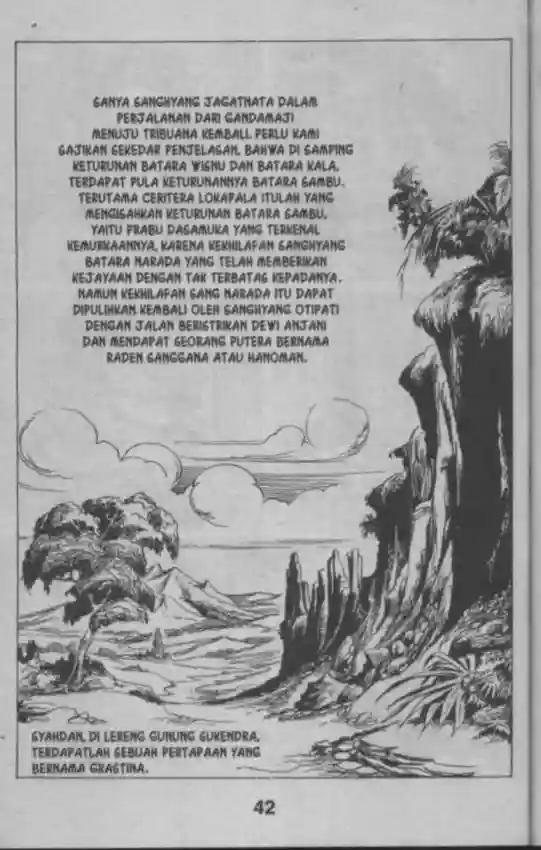 SANYA SANGHYANG JAGATNATA DALAM
PERJALANAN DARI GANDAMAJI
MENUJU TRIBUANA KEMBALI. PERLU KAMI
SAJIKAN SEKEDAR PENJELASAN, BAHWA DI SAMPING
KETURUNAN BATARA WISNU DAN BATARA KALA,
TERDAPAT PULA KETURUNANNYA BATARA SAMBU.
TERUTAMA CERITERA LOKAPALA ITULAH YANG
MENGISAHKAN KETURUNAN BATARA SAMBU,
YAITU PRABU DASAMUKA YANG TERKENAL
KEMURKAANNYA, KARENA KEKHILAFAN SANGHYANG
BATARA NARADA YANG TELAH MEMBERIKAN
KEJAYAAN DENGAN TAK TERBATAS KEPADANYA.
NAMUN KEKHILAFAN SANG NARADA ITU DAPAT
DIPULIHKAN KEMBALI OLEH SANGHYANG OTIPATI
DENGAN JALAN BERISTRIKAN DEWI ANJANI
DAN MENDAPAT SEORANG PUTERA BERNAMA
RADEN SANGGANA ATAU HANOMAN.
SYAHDAN, DI LERENG GUNUNG SUKENDRA,
TERDAPATLAH SEBUAH PERTAPAAN YANG
BERNAMA GRASTINA.
42